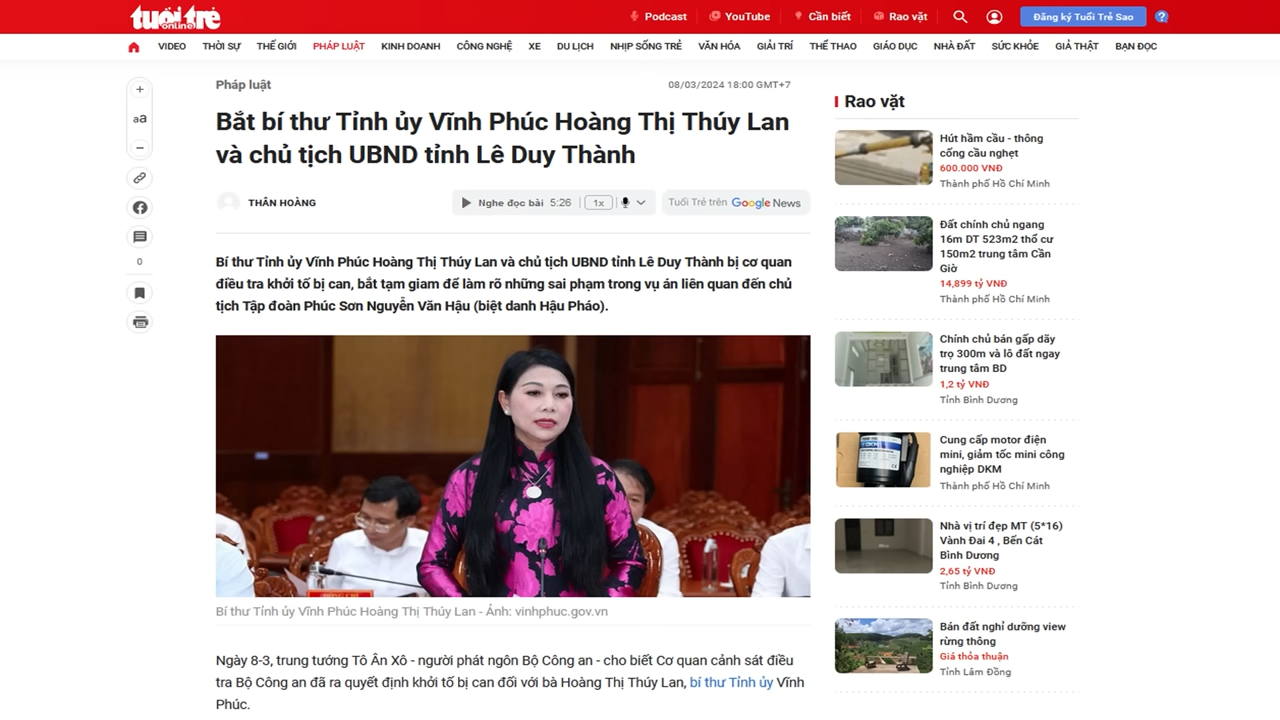 tuổi trẻ
online
Podcast
YouTube
Cần biết
Rao vặt
Đăng ký Tuổi Trẻ Sao
?
VIDEO
THỜI SỰ
THẾ GIỚI
PHÁP LUẬT
KINH DOANH
CÔNG NGHỆ
XE
DU LỊCH
NHỊP SỐNG TRẺ
VĂN HÓA
GIẢI TRÍ
THỂ THAO
GIÁO DỤC
NHÀ ĐẤT
SỨC KHỎE
GIẢ THẬT
BẠN ĐỌC
+
aa
−
0
Pháp luật
08/03/2024 18:00 GMT+7
Bắt bí thư Tỉnh ủy Vĩnh Phúc Hoàng Thị Thúy Lan
và chủ tịch UBND tỉnh Lê Duy Thành
THÂN HOÀNG
Nghe đọc bài 5:26
1x
Tuổi Trẻ trên Google News
Bí thư Tỉnh ủy Vĩnh Phúc Hoàng Thị Thúy Lan và chủ tịch UBND tỉnh Lê Duy Thành bị cơ quan
điều tra khởi tố bị can, bắt tạm giam để làm rõ những sai phạm trong vụ án liên quan đến chủ
tịch Tập đoàn Phúc Sơn Nguyễn Văn Hậu (biệt danh Hậu Pháo).
Bí thư Tỉnh ủy Vĩnh Phúc Hoàng Thị Thúy Lan - Ảnh: vinhphuc.gov.vn
Ngày 8-3, trung tướng Tô Ân Xô - người phát ngôn Bộ Công an - cho biết Cơ quan cảnh sát điều
tra Bộ Công an đã ra quyết định khởi tố bị can đối với bà Hoàng Thị Thúy Lan, bí thư Tỉnh ủy Vĩnh
Phúc.
Rao vặt
Hút hầm cầu - thông
cống cầu nghẹt
600.000 VNĐ
Thành phố Hồ Chí Minh
Đất chính chủ ngang
16m DT 523m2 thổ cư
150m2 trung tâm Cần
Giờ
14,899 tỷ VNĐ
Thành phố Hồ Chí Minh
Chính chủ bán gấp dãy
trọ 300m và lô đất ngay
trung tâm BD
1,2 tỷ VNĐ
Tỉnh Bình Dương
Cung cấp motor điện
mini, giảm tốc mini công
nghiệp DKM
Thành phố Hồ Chí Minh
Nhà vị trí đẹp MT (5*16)
Vành Đai 4 , Bến Cát
Bình Dương
2,65 tỷ VNĐ
Tỉnh Bình Dương
Bán đất nghỉ dưỡng view
rừng thông
Giá thỏa thuận
Tỉnh Lâm Đồng